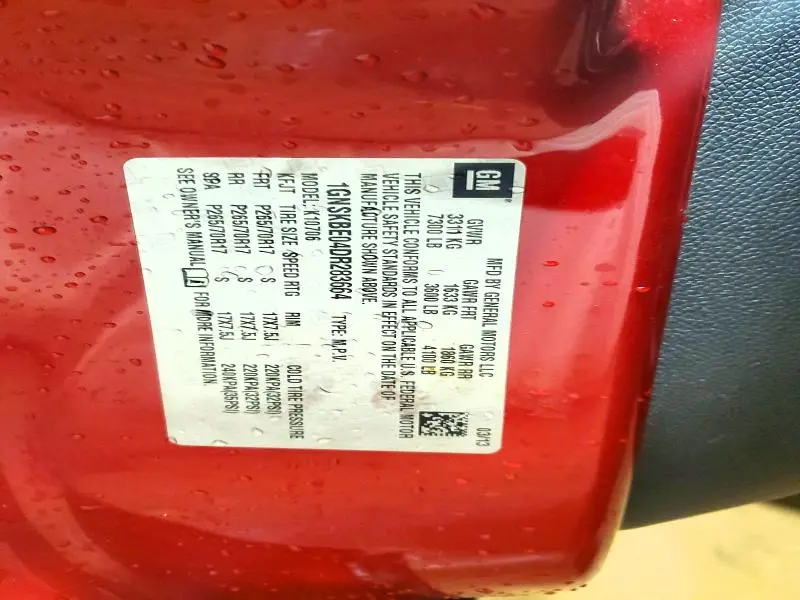 GM
MFD BY GENERAL MOTORS LLC 03/13
GVWR GAWR FRT GAWR RR
3311 KG 1633 KG 1860 KG
7300 LB 3600 LB 4100 LB
THIS VEHICLE CONFORMS TO ALL APPLICABLE U.S. FEDERAL MOTOR
VEHICLE SAFETY STANDARDS IN EFFECT ON THE DATE OF
MANUFACTURE SHOWN ABOVE.
1GNSKBE04DR283664 TYPE: M.P.V.
MODEL: K10706
KFJT TIRE SIZE SPEED RTG RIM COLD TIRE PRESSURE
FRT P265/70R17 S 17X7.5J 220KPA(32PSI)
RR P265/70R17 S 17X7.5J 220KPA(32PSI)
SPA P265/70R17 S 17X7.5J 240KPA(35PSI)
SEE OWNER'S MANUAL FOR MORE INFORMATION.